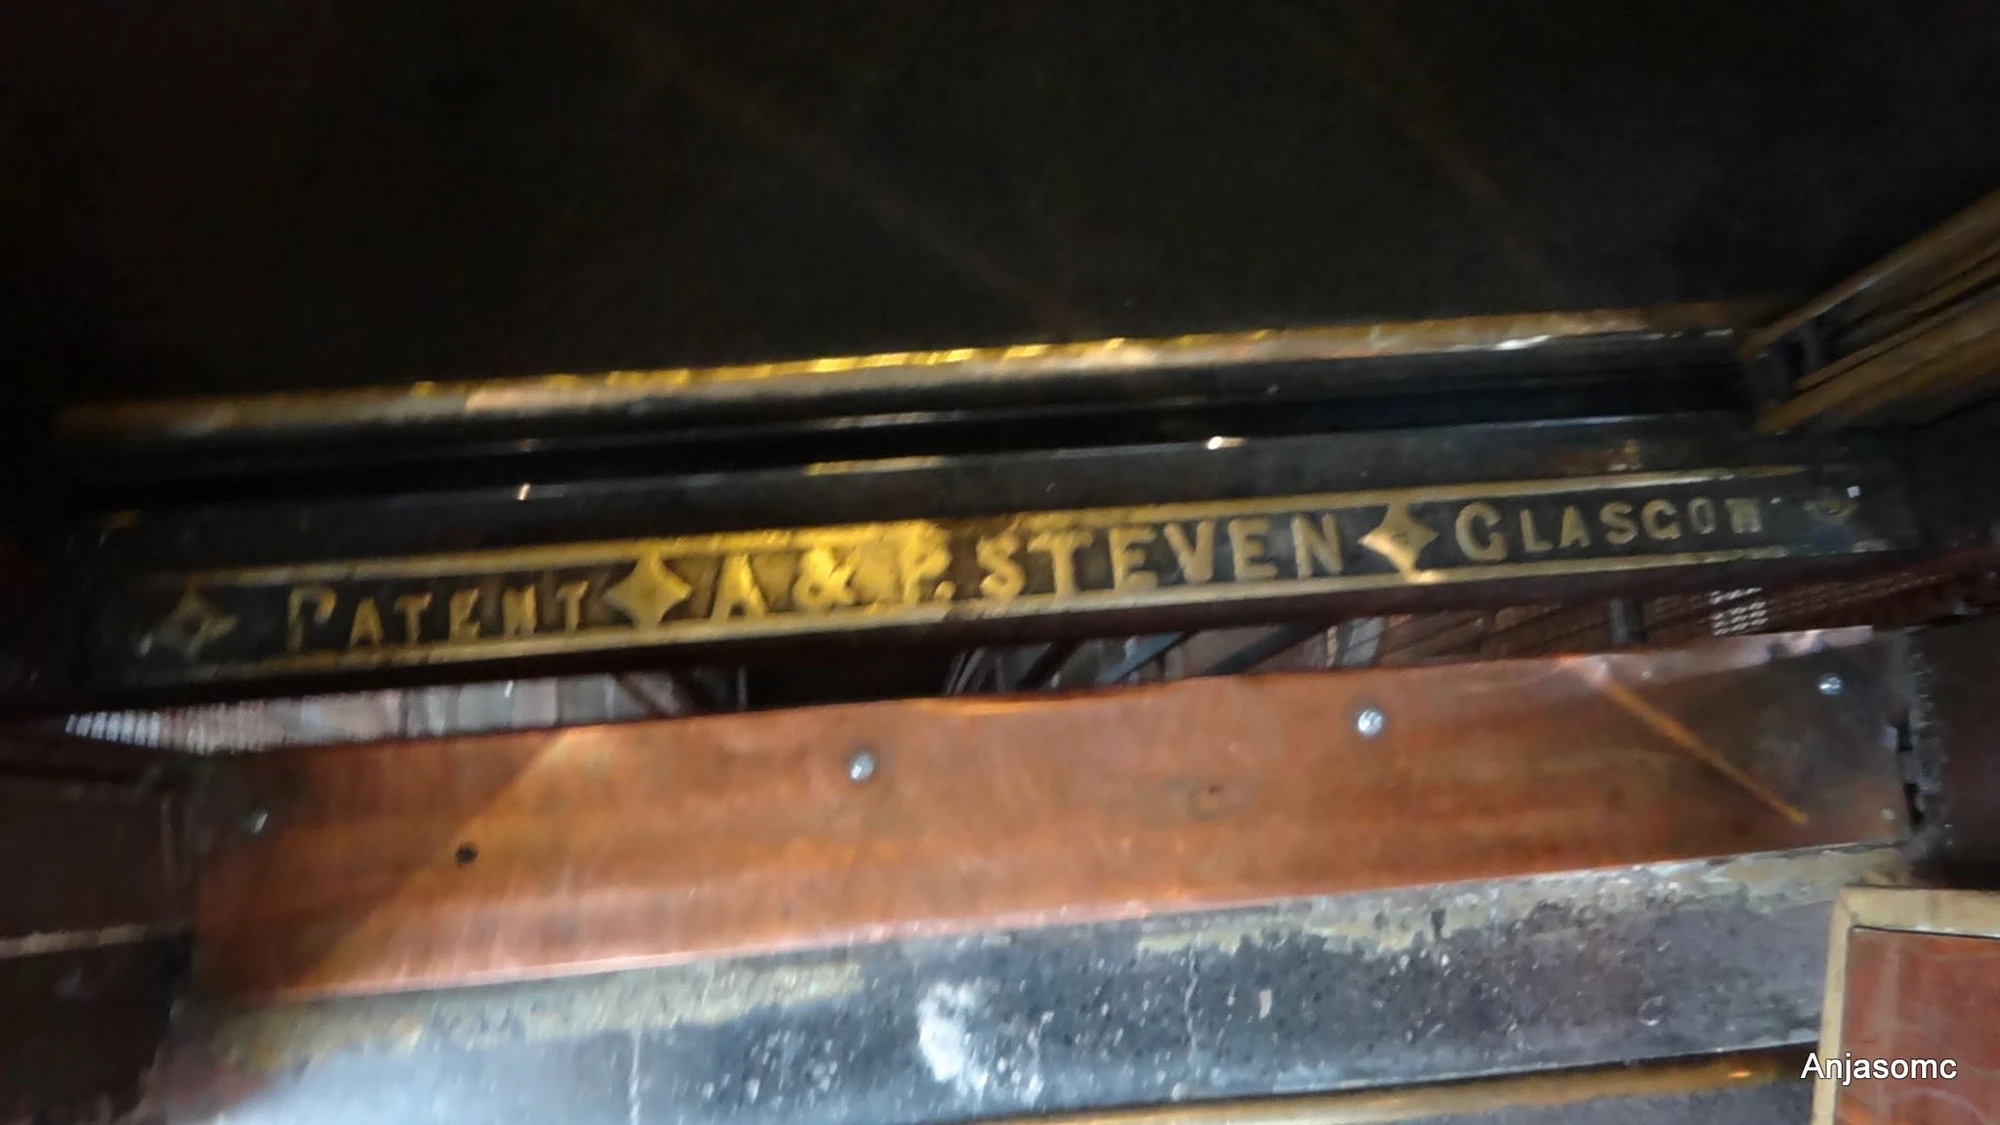 PATENT A & P. STEVEN GLASGOW
Anjasomc